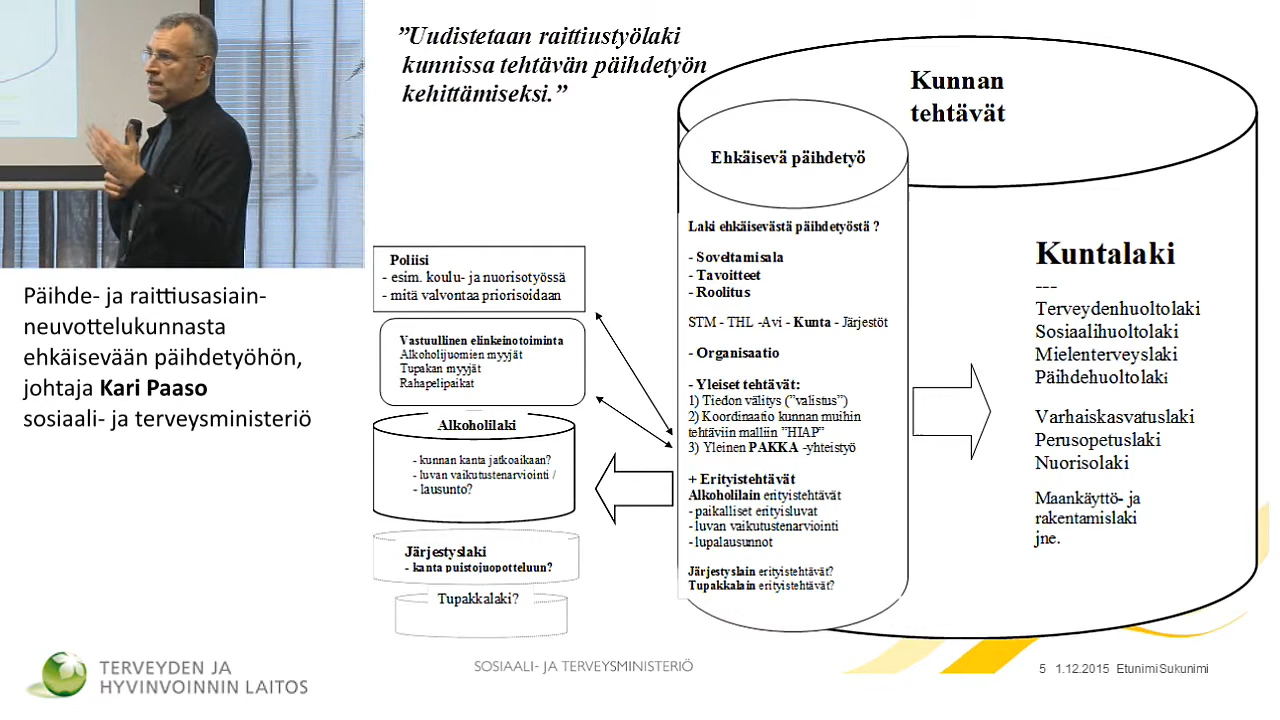 ”Uudistetaan raittiustyölaki
kunnissa tehtävän päihdetyön
kehittämiseksi.”
Päihde- ja raittiusasiain-
neuvottelukunnasta
ehkäisevään päihdetyöhön,
johtaja Kari Paaso
sosiaali- ja terveysministeriö
Poliisi
- esim. koulu- ja nuorisotyössä
- mitä valvontaa priorisoidaan
Vastuullinen elinkeinotoiminta
Alkoholijuomien myyjät
Tupakan myyjät
Rahapelipaikat
Alkoholilaki
- kunnan kanta jatkoaikaan?
- luvan vaikutustenarviointi /
- lausunto?
Järjestyslaki
- kanta puistojuopotteluun?
Tupakkalaki?
Ehkäisevä päihdetyö
Laki ehkäisevästä päihdetyöstä ?
- Soveltamisala
- Tavoitteet
- Roolitus
STM - THL -Avi - Kunta - Järjestöt
- Organisaatio
- Yleiset tehtävät:
1) Tiedon välitys (”valistus”)
2) Koordinaatio kunnan muihin
tehtäviin malliin ”HIAP”
3) Yleinen PAKKA -yhteistyö
+ Erityistehtävät
Alkoholilain erityistehtävät
- paikalliset erityisluvat
- luvan vaikutustenarviointi
- lupalausunnot
Järjestyslain erityistehtävät?
Tupakkalain erityistehtävät?
Kunnan
tehtävät
Kuntalaki
---
Terveydenhuoltolaki
Sosiaalihuoltolaki
Mielenterveyslaki
Päihdehuoltolaki
Varhaiskasvatuslaki
Perusopetuslaki
Nuorisolaki
Maankäyttö- ja
rakentamislaki
jne.
TERVEYDEN JA
HYVINVOINNIN LAITOS
SOSIAALI- JA TERVEYSMINISTERIÖ
5 1.12.2015 EtunimiSukunimi